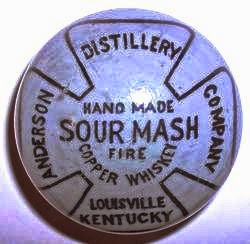 ANDERSON
DISTILLERY
COMPANY
HAND MADE
SOUR MASH
FIRE
COPPER WHISKEY
LOUISVILLE
KENTUCKY